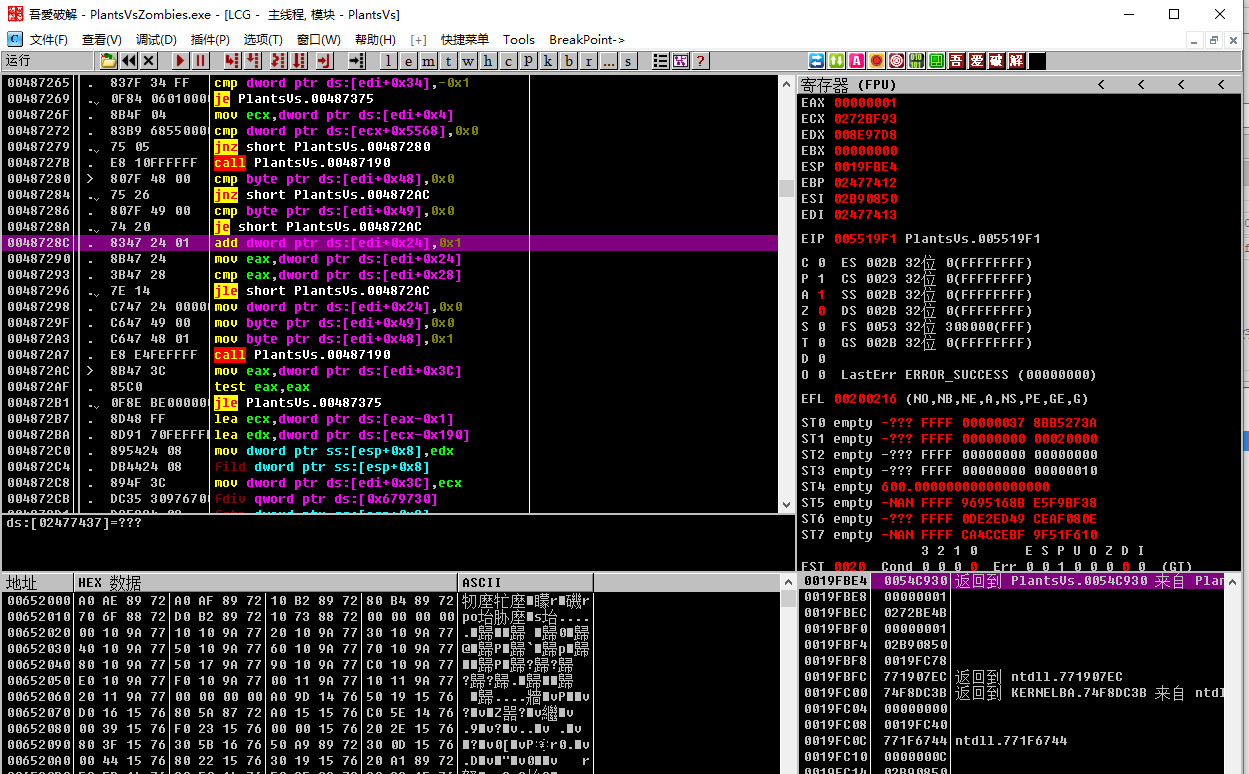 吾爱破解 - PlantsVsZombies.exe - [LCG - 主线程, 模块 - PlantsVs]
文件(F) 查看(V) 调试(D) 插件(P) 选项(T) 窗口(W) 帮助(H) [+] 快捷菜单 Tools BreakPoint->
运行 l e m t w h c p k b r ... s ? 吾 爱 破 解
00487265 . 837F 34 FF cmp dword ptr ds:[edi+0x34],-0x1
00487269 . 0F84 06010000 je PlantsVs.00487375
0048726F . 8B4F 04 mov ecx,dword ptr ds:[edi+0x4]
00487272 . 83B9 68550000 cmp dword ptr ds:[ecx+0x5568],0x0
00487279 . 75 05 jnz short PlantsVs.00487280
0048727B . E8 10FFFFFF call PlantsVs.00487190
00487280 > 807F 48 00 cmp byte ptr ds:[edi+0x48],0x0
00487284 . 75 26 jnz short PlantsVs.004872AC
00487286 . 807F 49 00 cmp byte ptr ds:[edi+0x49],0x0
0048728A . 74 20 je short PlantsVs.004872AC
0048728C . 8347 24 01 add dword ptr ds:[edi+0x24],0x1
00487290 . 8B47 24 mov eax,dword ptr ds:[edi+0x24]
00487293 . 3B47 28 cmp eax,dword ptr ds:[edi+0x28]
00487296 . 7E 14 jle short PlantsVs.004872AC
00487298 . C747 24 00000 mov dword ptr ds:[edi+0x24],0x0
0048729F . C647 49 00 mov byte ptr ds:[edi+0x49],0x0
004872A3 . C647 48 01 mov byte ptr ds:[edi+0x48],0x1
004872A7 . E8 E4FEFFFF call PlantsVs.00487190
004872AC > 8B47 3C mov eax,dword ptr ds:[edi+0x3C]
004872AF . 85C0 test eax,eax
004872B1 . 0F8E BE000000 jle PlantsVs.00487375
004872B7 . 8D48 FF lea ecx,dword ptr ds:[eax-0x1]
004872BA . 8D91 70FEFFFF lea edx,dword ptr ds:[ecx-0x190]
004872C0 . 895424 08 mov dword ptr ss:[esp+0x8],edx
004872C4 . DB4424 08 fild dword ptr ss:[esp+0x8]
004872C8 . 894F 3C mov dword ptr ds:[edi+0x3C],ecx
004872CB . DC35 30976700 fdiv qword ptr ds:[0x679730]
ds:[02477437]=???
寄存器 (FPU) < < < <
EAX 00000001
ECX 0272BF93
EDX 008E97D8
EBX 00000000
ESP 0019FBE4
EBP 02477412
ESI 02B90850
EDI 02477413
EIP 005519F1 PlantsVs.005519F1
C 0 ES 002B 32位 0(FFFFFFFF)
P 1 CS 0023 32位 0(FFFFFFFF)
A 1 SS 002B 32位 0(FFFFFFFF)
Z 0 DS 002B 32位 0(FFFFFFFF)
S 0 FS 0053 32位 308000(FFF)
T 0 GS 002B 32位 0(FFFFFFFF)
D 0
O 0 LastErr ERROR_SUCCESS (00000000)
EFL 00200216 (NO,NB,NE,A,NS,PE,GE,G)
ST0 empty -??? FFFF 00000037 8BB5273A
ST1 empty -??? FFFF 00000000 00020000
ST2 empty -??? FFFF 00000000 00000000
ST3 empty -??? FFFF 00000000 00000010
ST4 empty 600.00000000000000000
ST5 empty -NAN FFFF 9695168B E5F9BF38
ST6 empty -??? FFFF 0DE2ED49 CEAF080E
ST7 empty -NAN FFFF CA4CCEBF 9F51F610
3 2 1 0 E S P U O Z D I
FST 0020 Cond 0 0 0 0 Err 0 0 1 0 0 0 0 0 (GT)
地址 HEX 数据 ASCII
00652000 A0 AE 89 72 A0 AF 89 72 10 B2 89 72 80 B4 89 72
00652010 70 6F 88 72 D0 B2 89 72 10 73 88 72 00 00 00 00
00652020 00 10 9A 77 10 10 9A 77 20 10 9A 77 30 10 9A 77
00652030 40 10 9A 77 50 10 9A 77 60 10 9A 77 70 10 9A 77
00652040 80 10 9A 77 50 17 9A 77 90 10 9A 77 C0 10 9A 77
00652050 E0 10 9A 77 F0 10 9A 77 00 11 9A 77 10 11 9A 77
00652060 20 11 9A 77 00 00 00 00 A0 9D 14 76 50 19 15 76
00652070 D0 16 15 76 80 5A 87 72 A0 15 15 76 C0 5E 14 76
00652080 00 39 15 76 F0 23 15 76 00 00 15 76 20 2E 15 76
00652090 80 3F 15 76 30 5B 16 76 50 A9 89 72 30 0D 15 76
006520A0 00 44 15 76 80 22 15 76 30 19 15 76 20 A1 89 72
0019FBE4 0054C930 返回到 PlantsVs.0054C930 来自 Plan
0019FBE8 00000001
0019FBEC 0272BE4B
0019FBF0 00000001
0019FBF4 02B90850
0019FBF8 0019FC78
0019FBFC 771907EC 返回到 ntdll.771907EC
0019FC00 74F8DC3B 返回到 KERNELBA.74F8DC3B 来自 ntd
0019FC04 00000000
0019FC08 0019FC40
0019FC0C 771F6744 ntdll.771F6744
0019FC10 0000000C